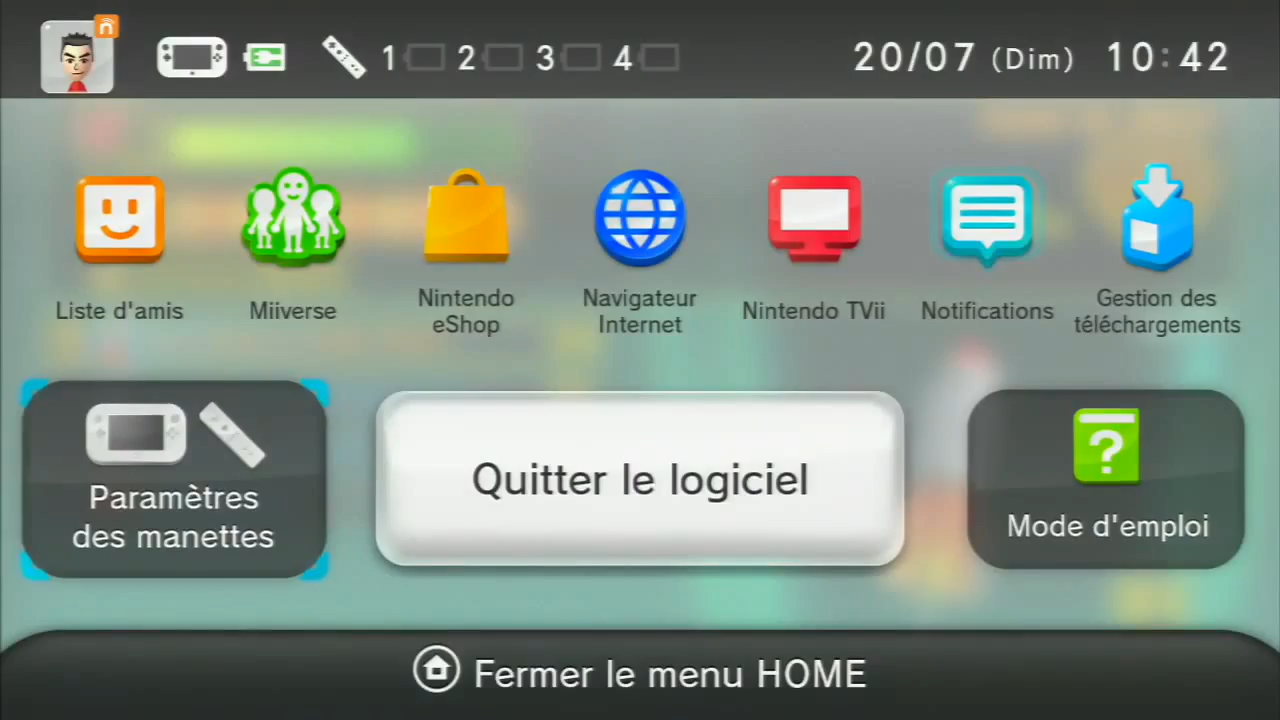 1 2 3 4 20/07 (Dim) 10:42
Liste d'amis
Miiverse
Nintendo
eShop
Navigateur
Internet
Nintendo TVii
Notifications
Gestion des
téléchargements
Paramètres
des manettes
Quitter le logiciel
?
Mode d'emploi
Fermer le menu HOME